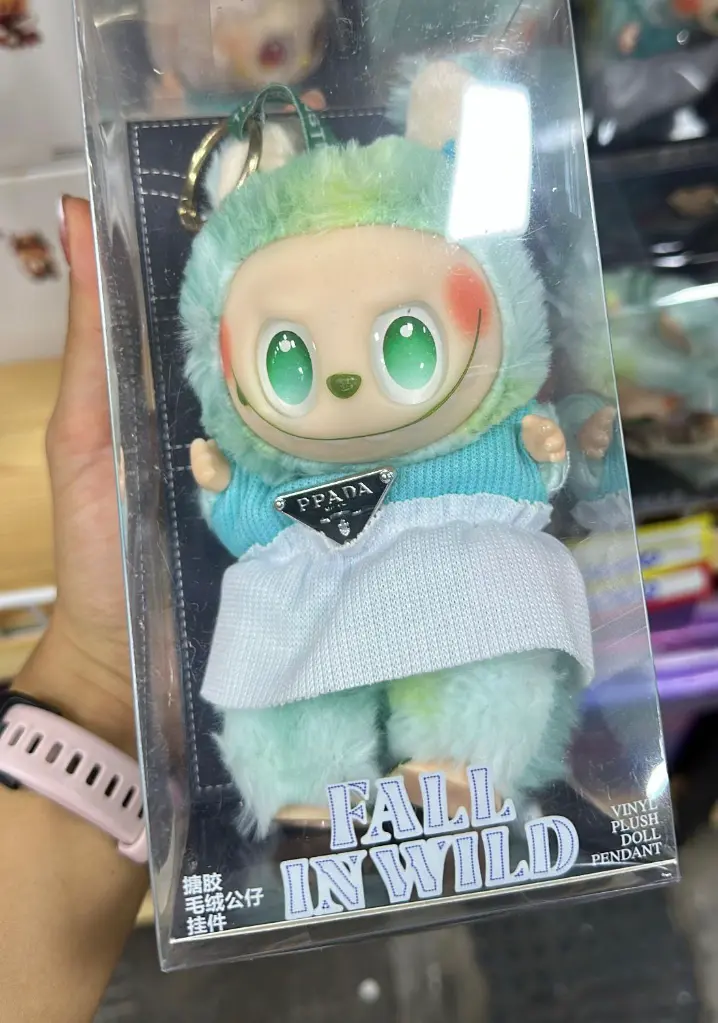 PPADA
FALL
IN WILD
VINYL
PLUSH
DOLL
PENDANT
搪胶
毛绒公仔
挂件